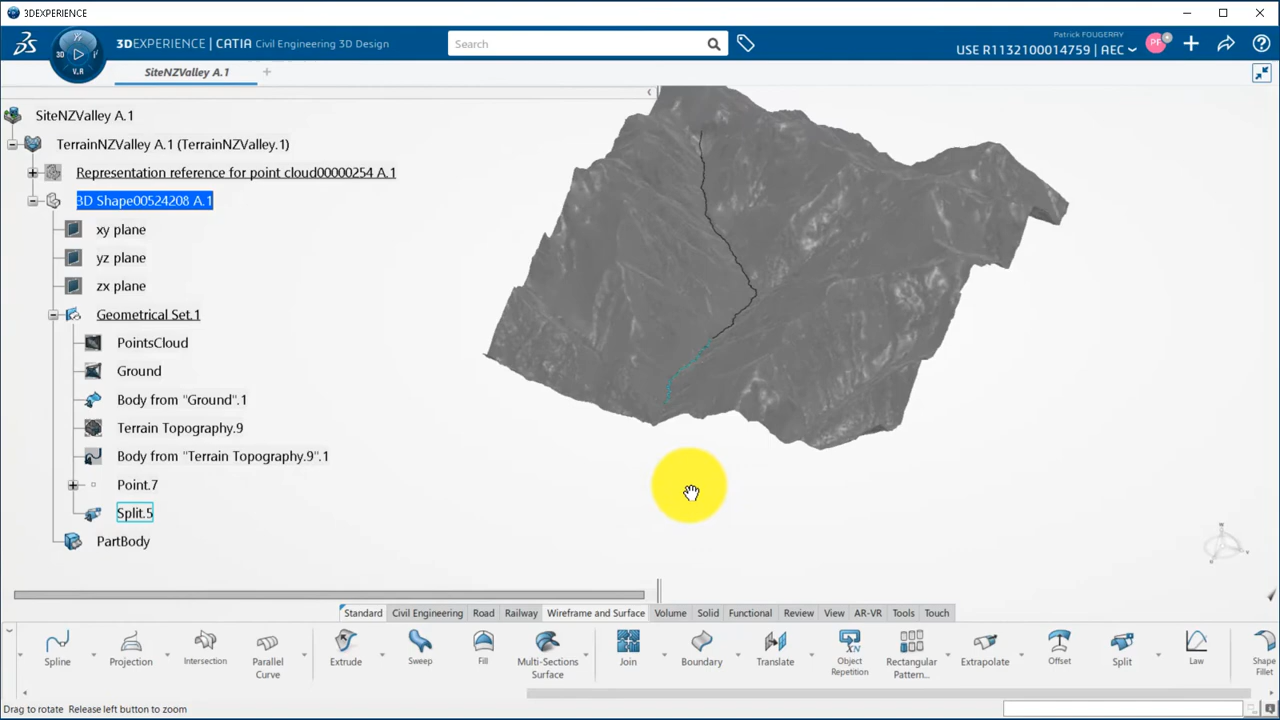 3DEXPERIENCE
3DEXPERIENCE | CATIA Civil Engineering 3D Design
3D
V.R
Search
Patrick FOUGERAY
USE R1132100014759 | AEC
PF
SiteNZValley A.1
SiteNZValley A.1
TerrainNZValley A.1 (TerrainNZValley.1)
Representation reference for point cloud00000254 A.1
3D Shape00524208 A.1
xy plane
yz plane
zx plane
Geometrical Set.1
PointsCloud
Ground
Body from "Ground".1
Terrain Topography.9
Body from "Terrain Topography.9".1
Point.7
Split.5
PartBody
Standard Civil Engineering Road Railway Wireframe and Surface Volume Solid Functional Review View AR-VR Tools Touch
Spline Projection Intersection Parallel Curve Extrude Sweep Fill Multi-Sections Surface Join Boundary Translate Object Repetition Rectangular Pattern... Extrapolate Offset Split Law Shape Fillet
Drag to rotate Release left button to zoom